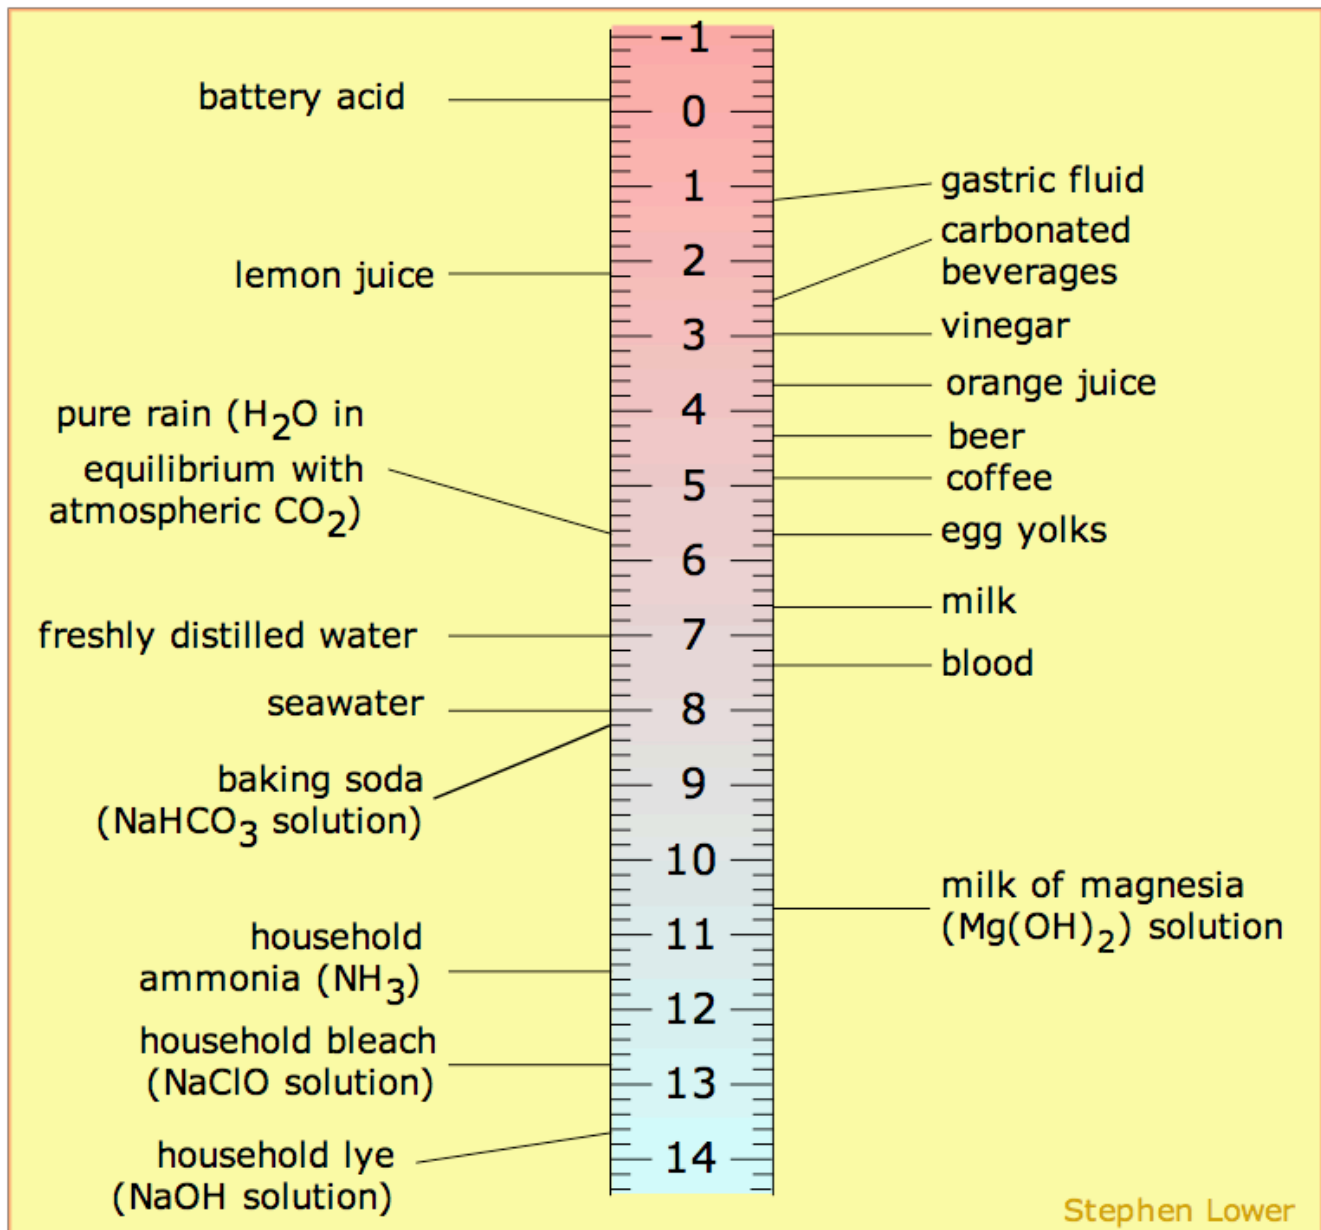 battery acid
lemon juice
pure rain (H₂O in
equilibrium with
atmospheric CO₂)
freshly distilled water
seawater
baking soda
(NaHCO₃ solution)
household
ammonia (NH₃)
household bleach
(NaClO solution)
household lye
(NaOH solution)
−1
0
1
2
3
4
5
6
7
8
9
10
11
12
13
14
gastric fluid
carbonated
beverages
vinegar
orange juice
beer
coffee
egg yolks
milk
blood
milk of magnesia
(Mg(OH)₂) solution
Stephen Lower